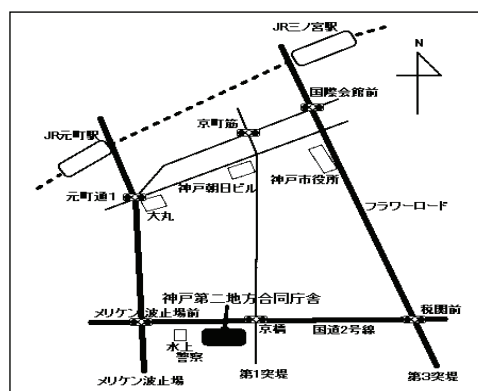 JR三ノ宮駅
N
国際会館前
京町筋
JR元町駅
神戸朝日ビル
神戸市役所
元町通1
大丸
フラワーロード
神戸第二地方合同庁舎
メリケン波止場前
税関前
京橋
国道2号線
水上
警察
メリケン波止場
第1突堤
第3突堤